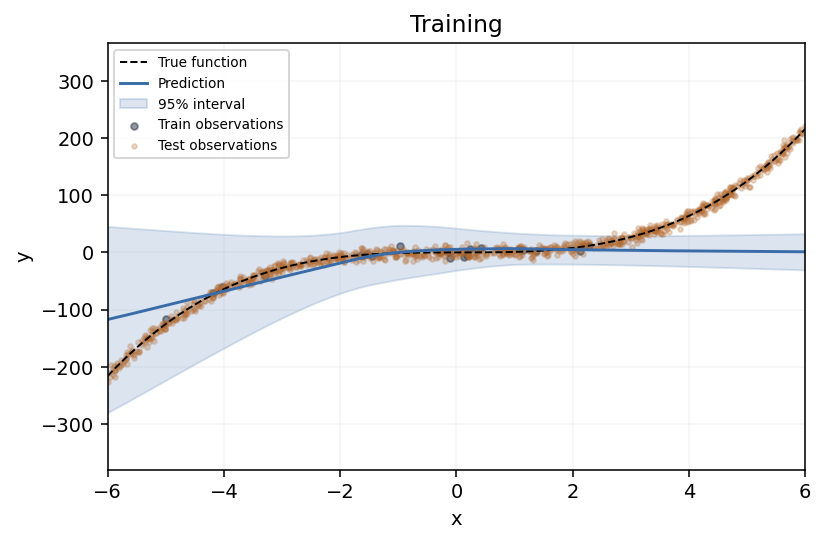 Training
True function
Prediction
95% interval
Train observations
Test observations
300
200
100
0
−100
−200
−300
y
−6
−4
−2
0
2
4
6
x